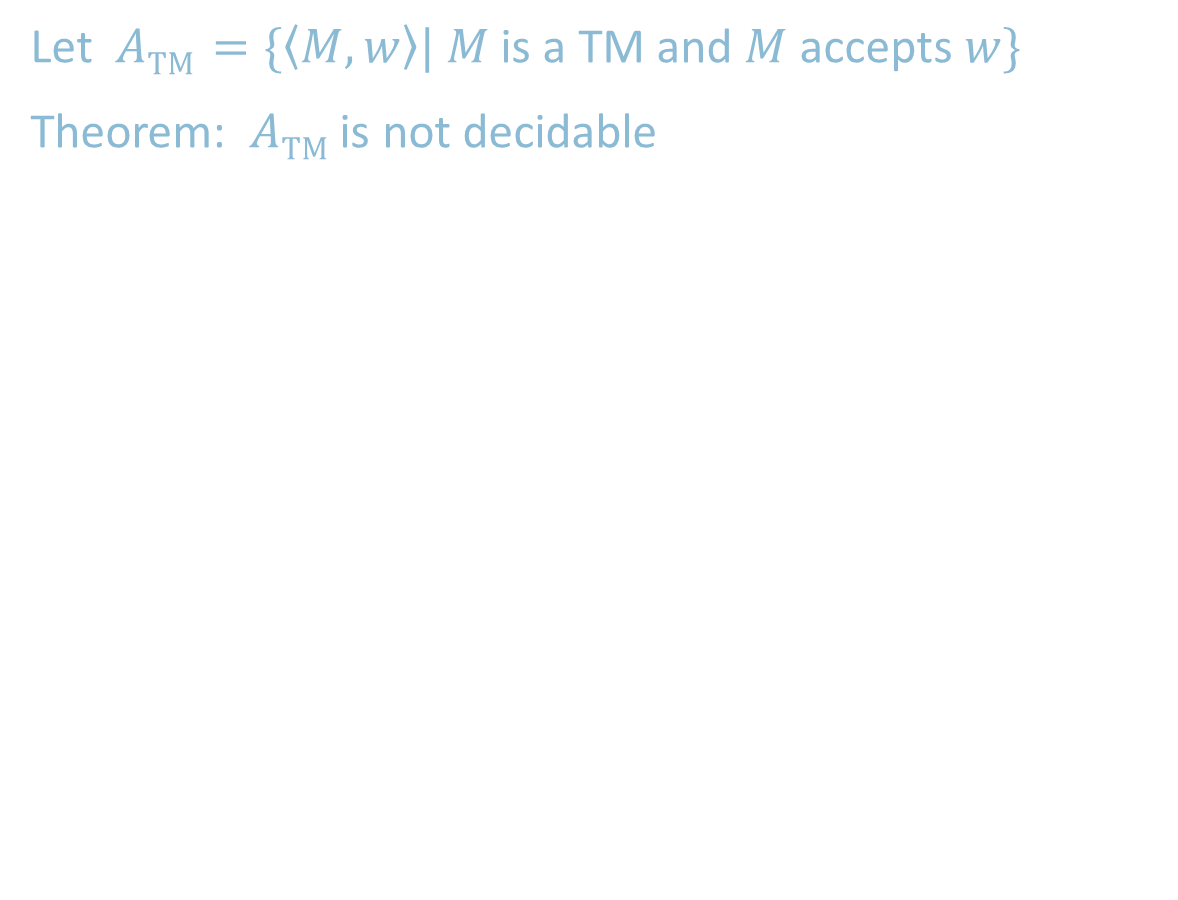 Let A_TM = {⟨M, w⟩| M is a TM and M accepts w}
Theorem: A_TM is not decidable